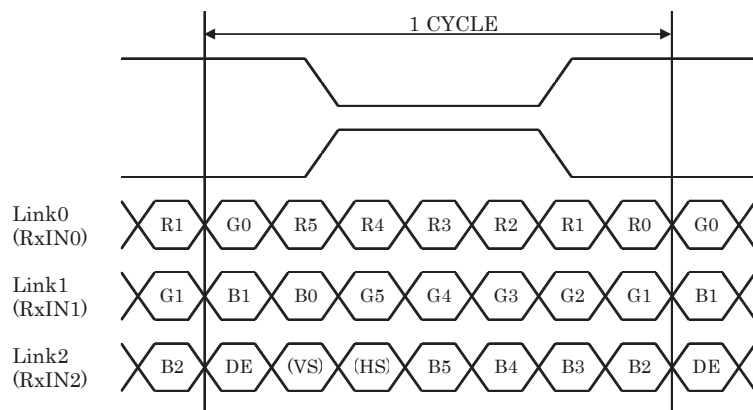 1 CYCLE
Link0 (RxIN0) R1 G0 R5 R4 R3 R2 R1 R0 G0
Link1 (RxIN1) G1 B1 B0 G5 G4 G3 G2 G1 B1
Link2 (RxIN2) B2 DE (VS) (HS) B5 B4 B3 B2 DE